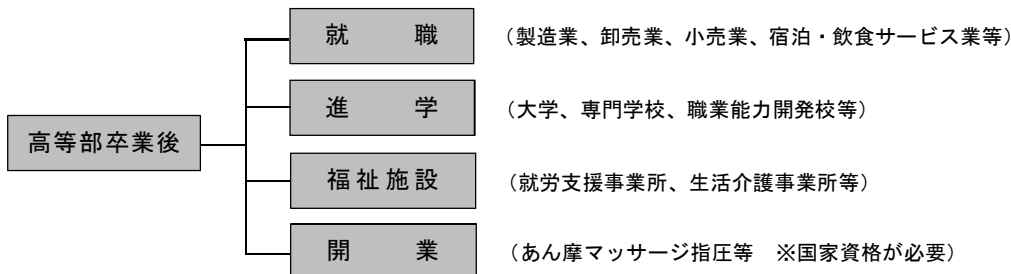 就職 （製造業、卸売業、小売業、宿泊・飲食サービス業等）
進学 （大学、専門学校、職業能力開発校等）
高等部卒業後
福祉施設 （就労支援事業所、生活介護事業所等）
開業 （あん摩マッサージ指圧等　※国家資格が必要）